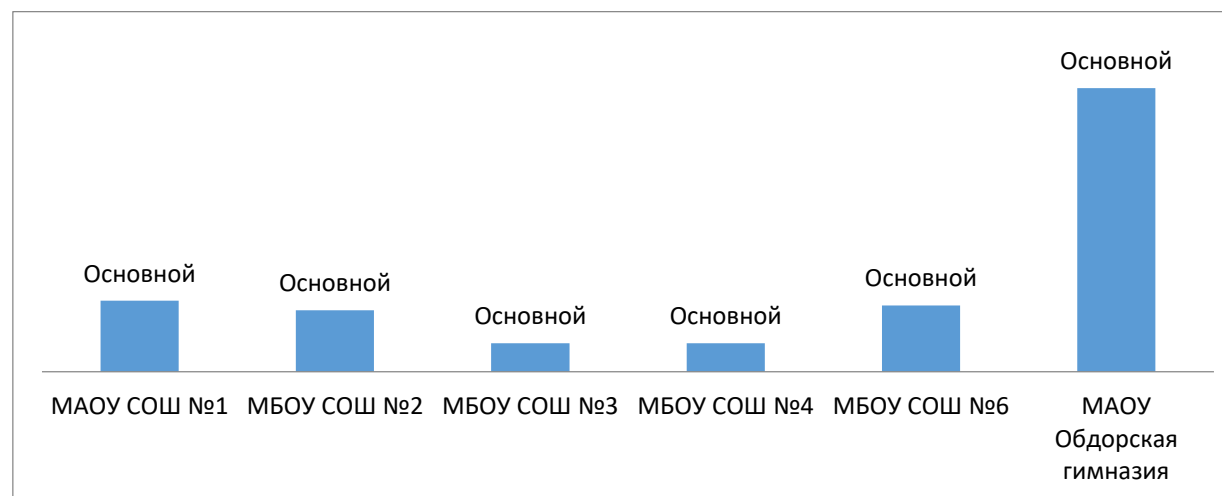 Основной
Основной
Основной
Основной
Основной
Основной
МАОУ СОШ №1
МБОУ СОШ №2
МБОУ СОШ №3
МБОУ СОШ №4
МБОУ СОШ №6
МАОУ
Обдорская
гимназия